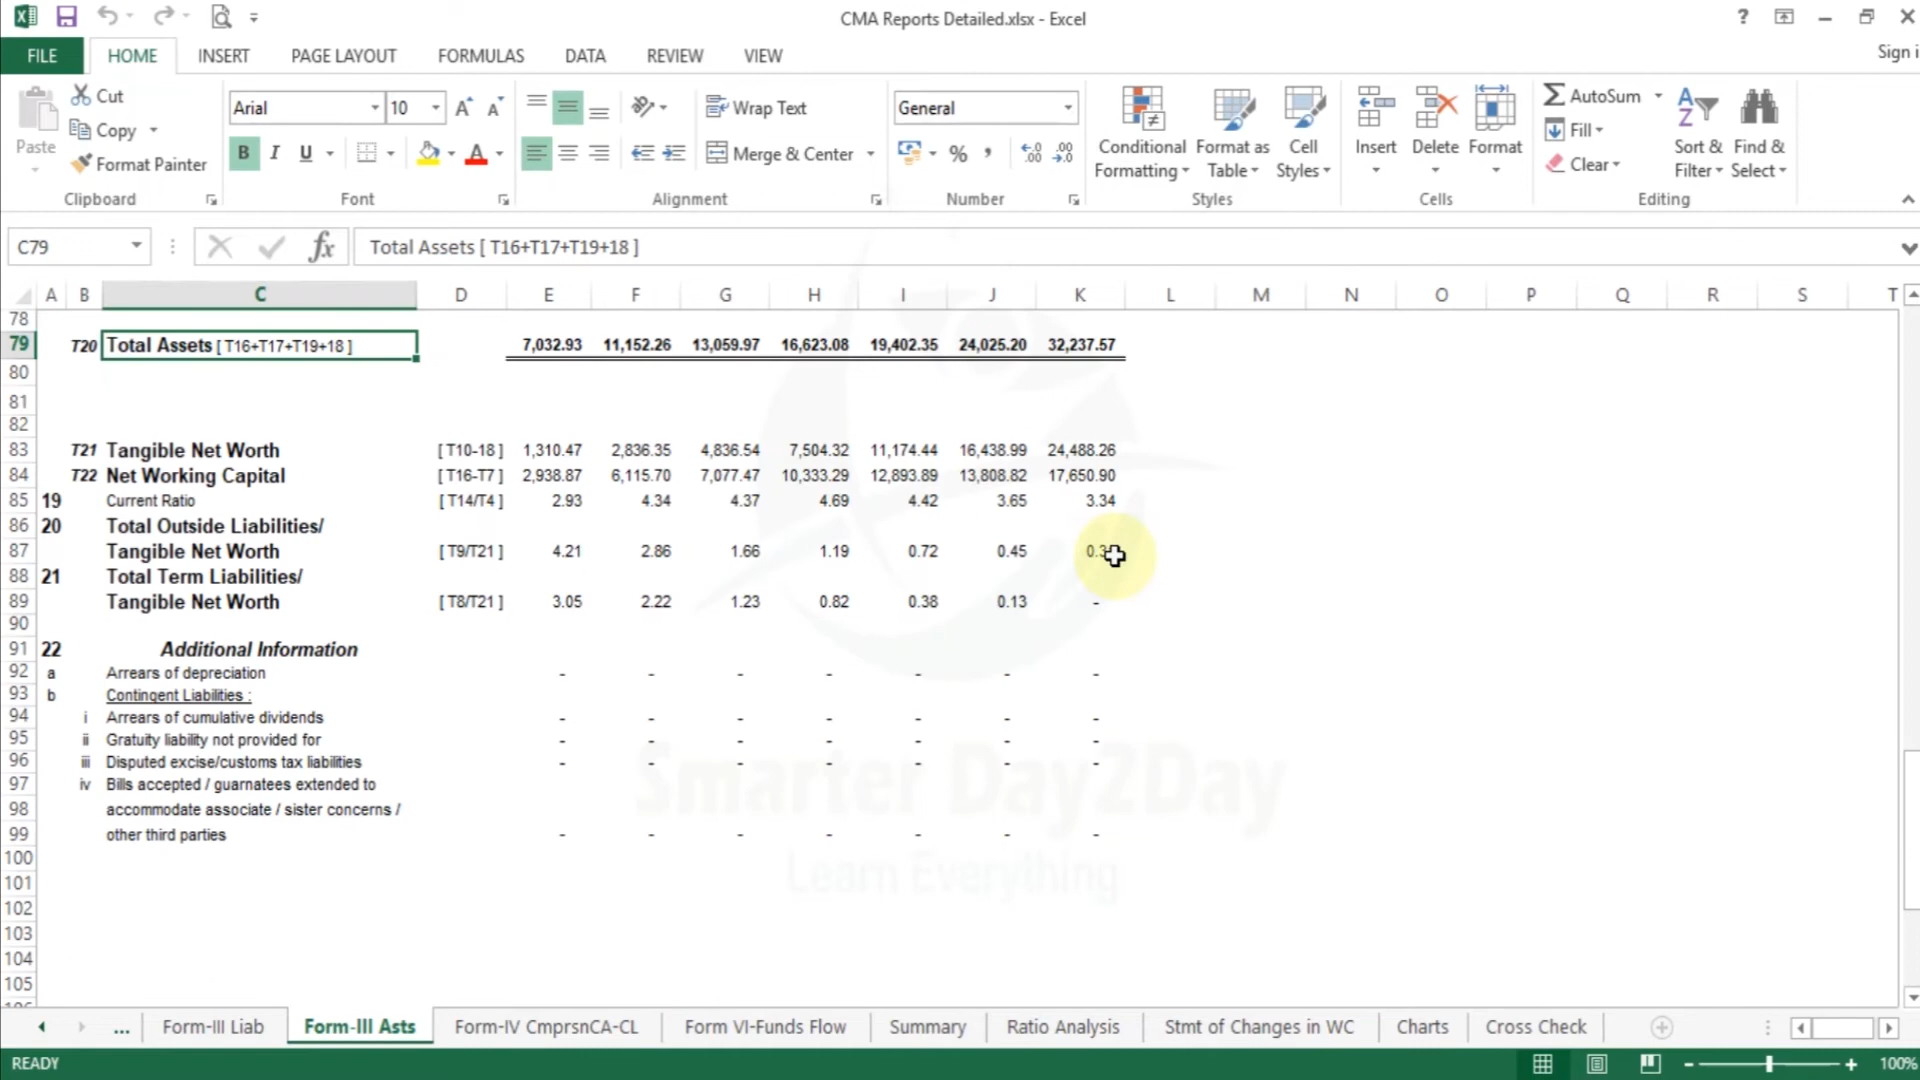 CMA Reports Detailed.xlsx - Excel
?
FILE HOME INSERT PAGE LAYOUT FORMULAS DATA REVIEW VIEW Sign i
Paste Cut Copy Format Painter Clipboard
Arial 10 A A B I U A Font
Wrap Text Merge & Center Alignment
General % , Number
Conditional Formatting Format as Table Cell Styles Styles
Insert Delete Format Cells
AutoSum Fill Clear Sort & Filter Find & Select Editing
C79 fx Total Assets [ T16+T17+T19+18 ]
A B C D E F G H I J K L M N O P Q R S T
78
79 T20 Total Assets [ T16+T17+T19+18 ] 7,032.93 11,152.26 13,059.97 16,623.08 19,402.35 24,025.20 32,237.57
80
81
82
83 T21 Tangible Net Worth [ T10-18 ] 1,310.47 2,836.35 4,836.54 7,504.32 11,174.44 16,438.99 24,488.26
84 T22 Net Working Capital [ T16-T7 ] 2,938.87 6,115.70 7,077.47 10,333.29 12,893.89 13,808.82 17,650.90
85 19 Current Ratio [ T14/T4 ] 2.93 4.34 4.37 4.69 4.42 3.65 3.34
86 20 Total Outside Liabilities/
87 Tangible Net Worth [ T9/T21 ] 4.21 2.86 1.66 1.19 0.72 0.45
88 21 Total Term Liabilities/
89 Tangible Net Worth [ T8/T21 ] 3.05 2.22 1.23 0.82 0.38 0.13 -
90
91 22 Additional Information
92 a Arrears of depreciation - - - - - - -
93 b Contingent Liabilities :
94 i Arrears of cumulative dividends - - - - - - -
95 ii Gratuity liability not provided for - - - - - - -
96 iii Disputed excise/customs tax liabilities - - - - - - -
97 iv Bills accepted / guarnatees extended to
98 accommodate associate / sister concerns /
99 other third parties - - - - - - -
100
101
102
103
104
105
Smarter Day2Day
Learn Everything
... Form-III Liab Form-III Asts Form-IV CmprsnCA-CL Form VI-Funds Flow Summary Ratio Analysis Stmt of Changes in WC Charts Cross Check
READY 100%